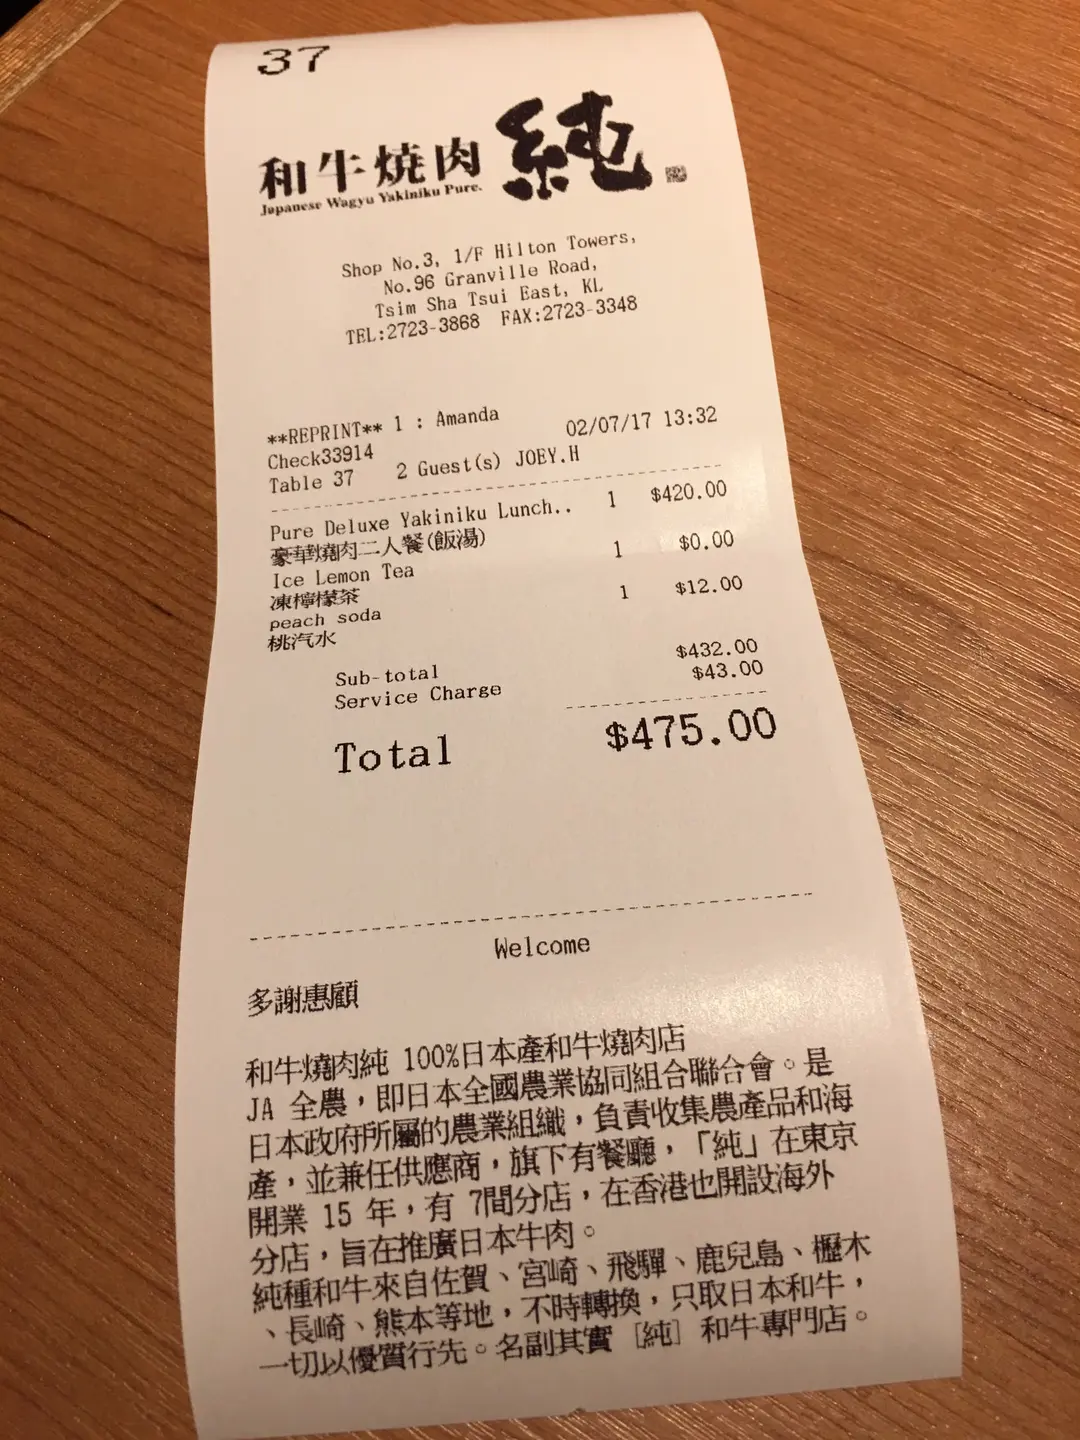 37
和牛燒肉 純
Japanese Wagyu Yakiniku Pure.
Shop No.3, 1/F Hilton Towers,
No.96 Granville Road,
Tsim Sha Tsui East, KL
TEL:2723-3868 FAX:2723-3348
**REPRINT** 1 : Amanda
Check33914 02/07/17 13:32
Table 37 2 Guest(s) JOEY.H
Pure Deluxe Yakiniku Lunch.. 1 $420.00
豪華燒肉二人餐(飯湯)
Ice Lemon Tea 1 $0.00
凍檸檬茶
peach soda 1 $12.00
桃汽水
Sub-total $432.00
Service Charge $43.00
Total $475.00
Welcome
多謝惠顧
和牛燒肉純 100%日本產和牛燒肉店
JA 全農，即日本全國農業協同組合聯合會。是
日本政府所屬的農業組織，負責收集農產品和海
產，並兼任供應商，旗下有餐廳，「純」在東京
開業 15 年，有 7間分店，在香港也開設海外
分店，旨在推廣日本牛肉。
純種和牛來自佐賀、宮崎、飛驒、鹿兒島、櫪木
、長崎、熊本等地，不時轉換，只取日本和牛，
一切以優質行先。名副其實［純］和牛專門店。